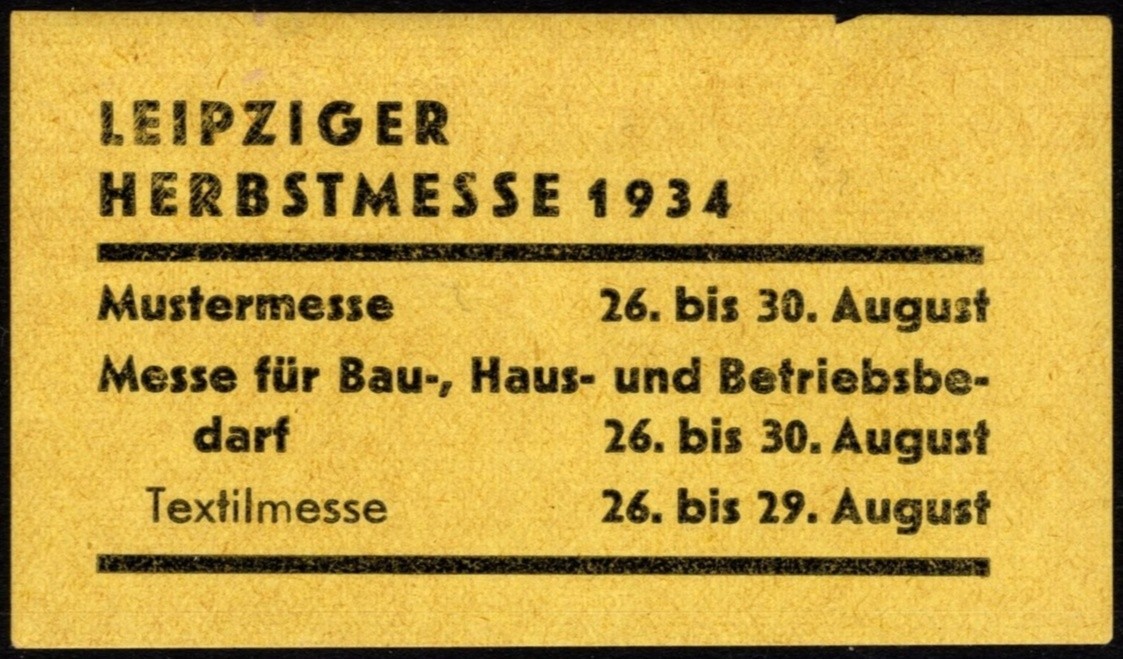 LEIPZIGER
HERBSTMESSE 1934
Mustermesse 26. bis 30. August
Messe für Bau-, Haus- und Betriebsbe-
darf 26. bis 30. August
Textilmesse 26. bis 29. August